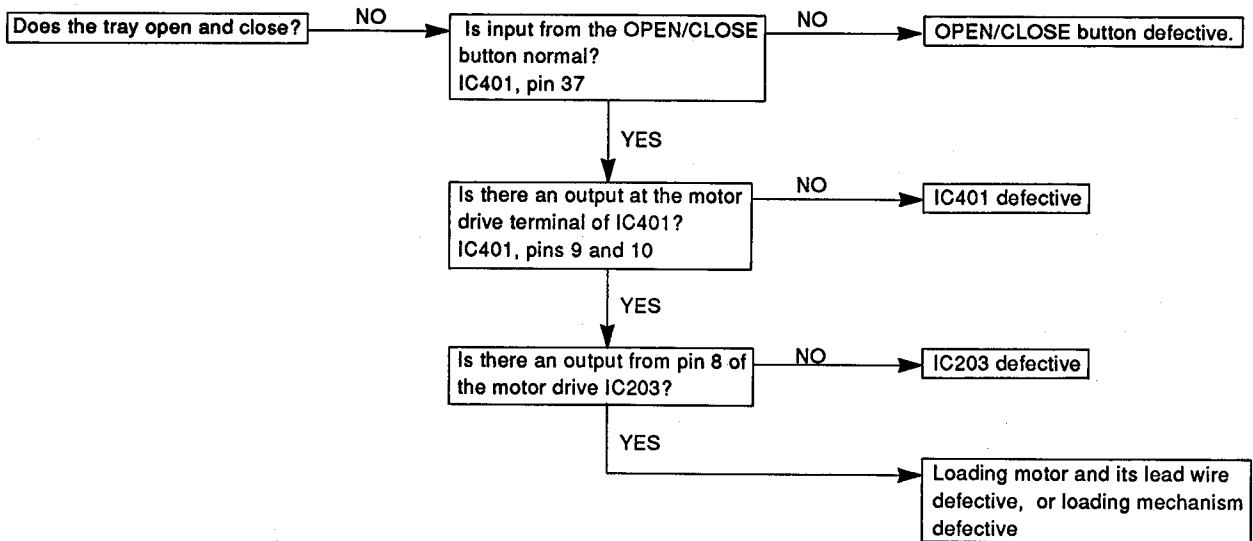 Does the tray open and close?
NO
Is input from the OPEN/CLOSE
button normal?
IC401, pin 37
NO
OPEN/CLOSE button defective.
YES
Is there an output at the motor
drive terminal of IC401?
IC401, pins 9 and 10
NO
IC401 defective
YES
Is there an output from pin 8 of
the motor drive IC203?
NO
IC203 defective
YES
Loading motor and its lead wire
defective, or loading mechanism
defective